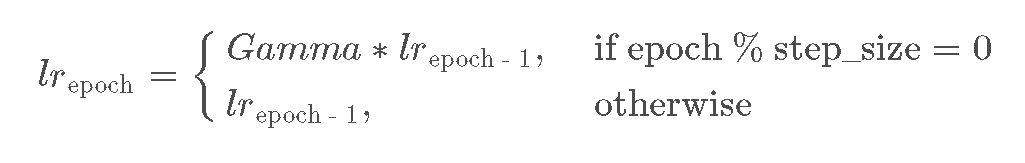 lr_epoch = { Gamma * lr_epoch - 1, if epoch % step_size = 0
lr_epoch - 1, otherwise